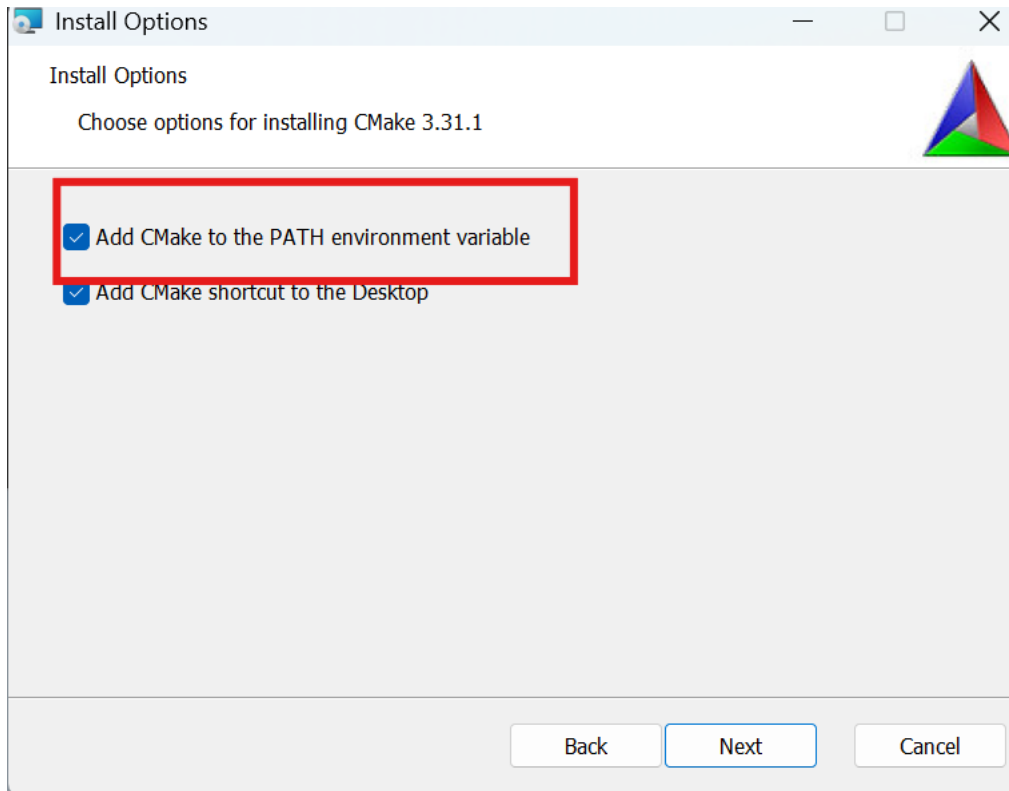 Install Options
Install Options
Choose options for installing CMake 3.31.1
Add CMake to the PATH environment variable
Add CMake shortcut to the Desktop
Back Next Cancel